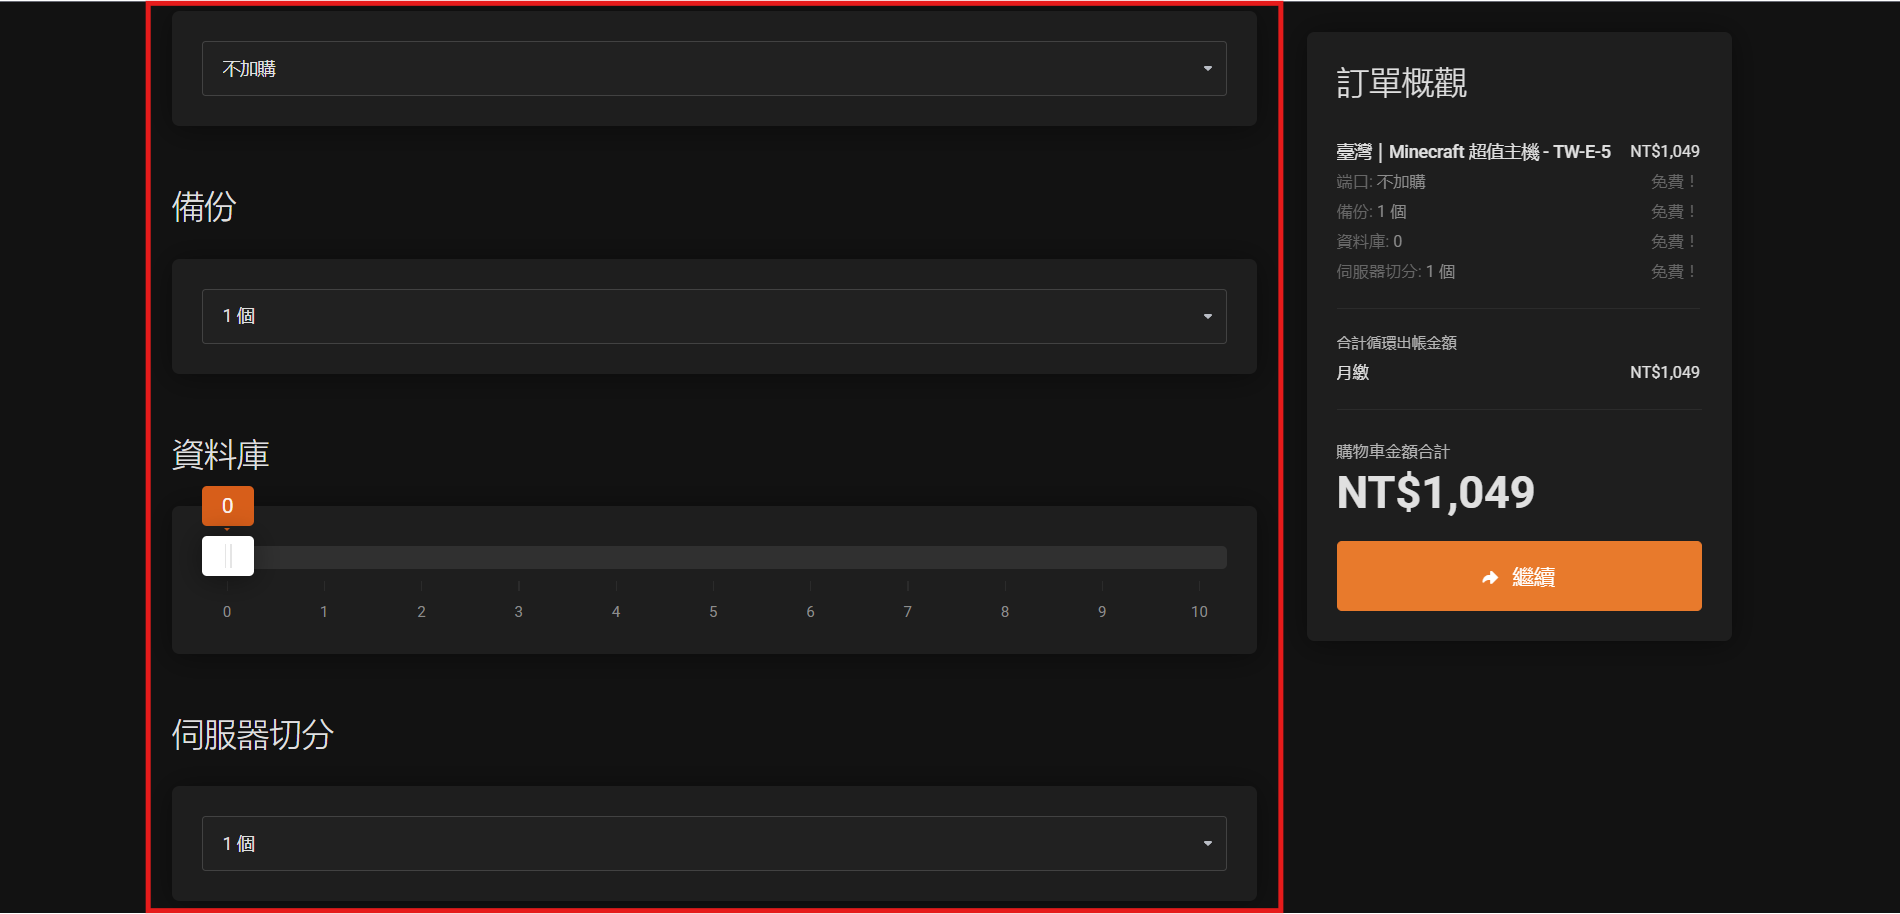 不加購
備份
1 個
資料庫
0
0 1 2 3 4 5 6 7 8 9 10
伺服器切分
1 個
訂單概觀
臺灣 | Minecraft 超值主機 - TW-E-5 NT$1,049
端口: 不加購 免費！
備份: 1 個 免費！
資料庫: 0 免費！
伺服器切分: 1 個 免費！
合計循環出帳金額
月繳 NT$1,049
購物車金額合計
NT$1,049
繼續